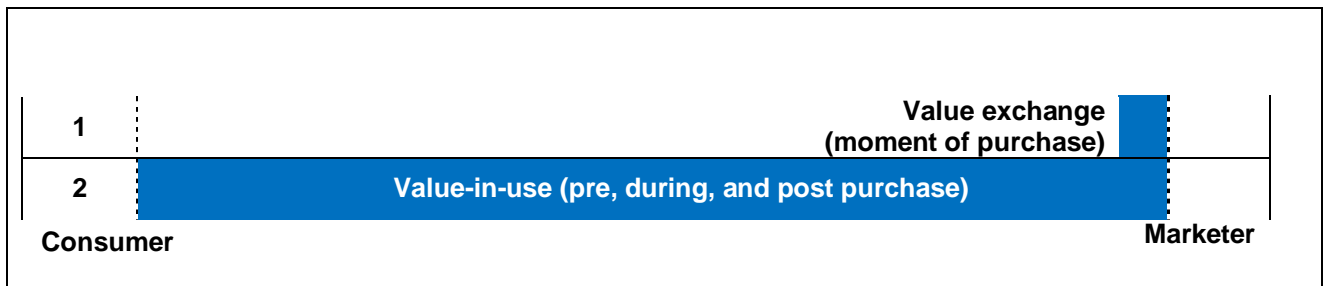 1
Value exchange
(moment of purchase)
2
Value-in-use (pre, during, and post purchase)
Consumer
Marketer